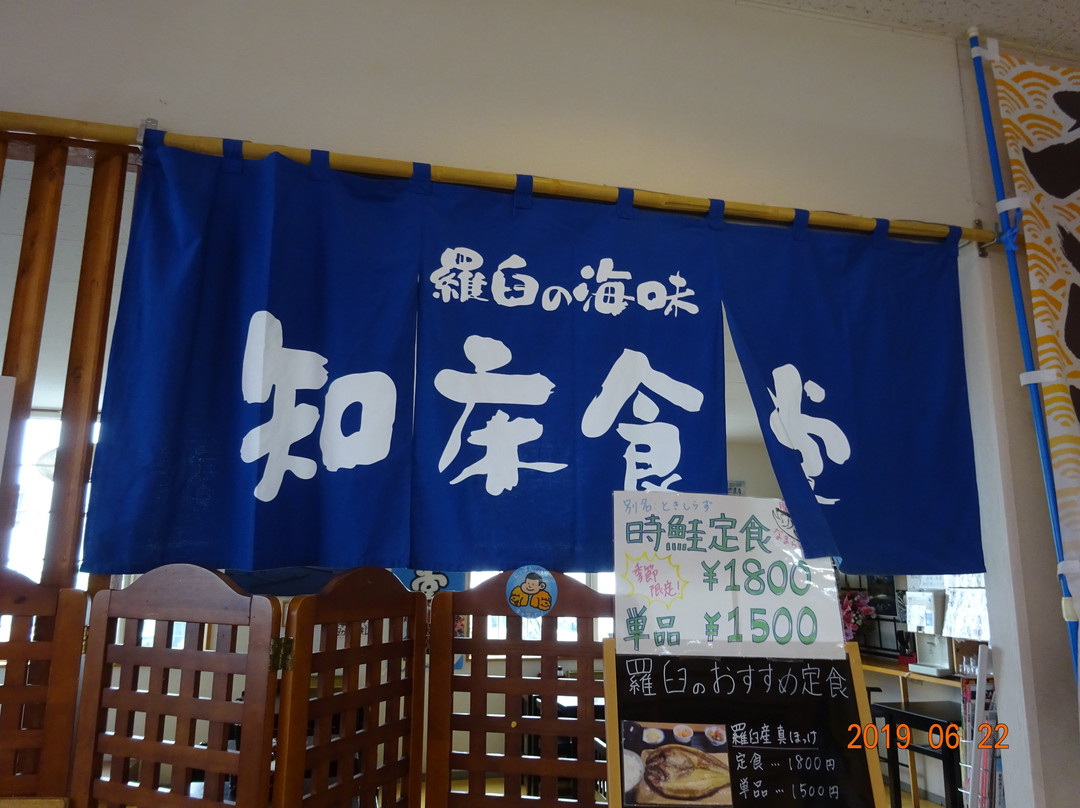 羅臼の海味
知床食堂
別名 ときしらず
時鮭定食
季節
限定!
¥1800
単品 ¥1500
羅臼のおすすめ定食
羅臼産真ほっけ
定食…1800円
単品…1500円
2019 06 22